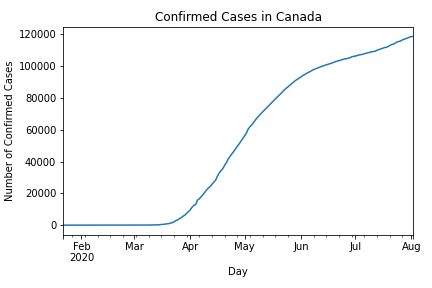 Confirmed Cases in Canada
120000
100000
80000
60000
40000
20000
0
Number of Confirmed Cases
Feb Mar Apr May Jun Jul Aug
2020
Day